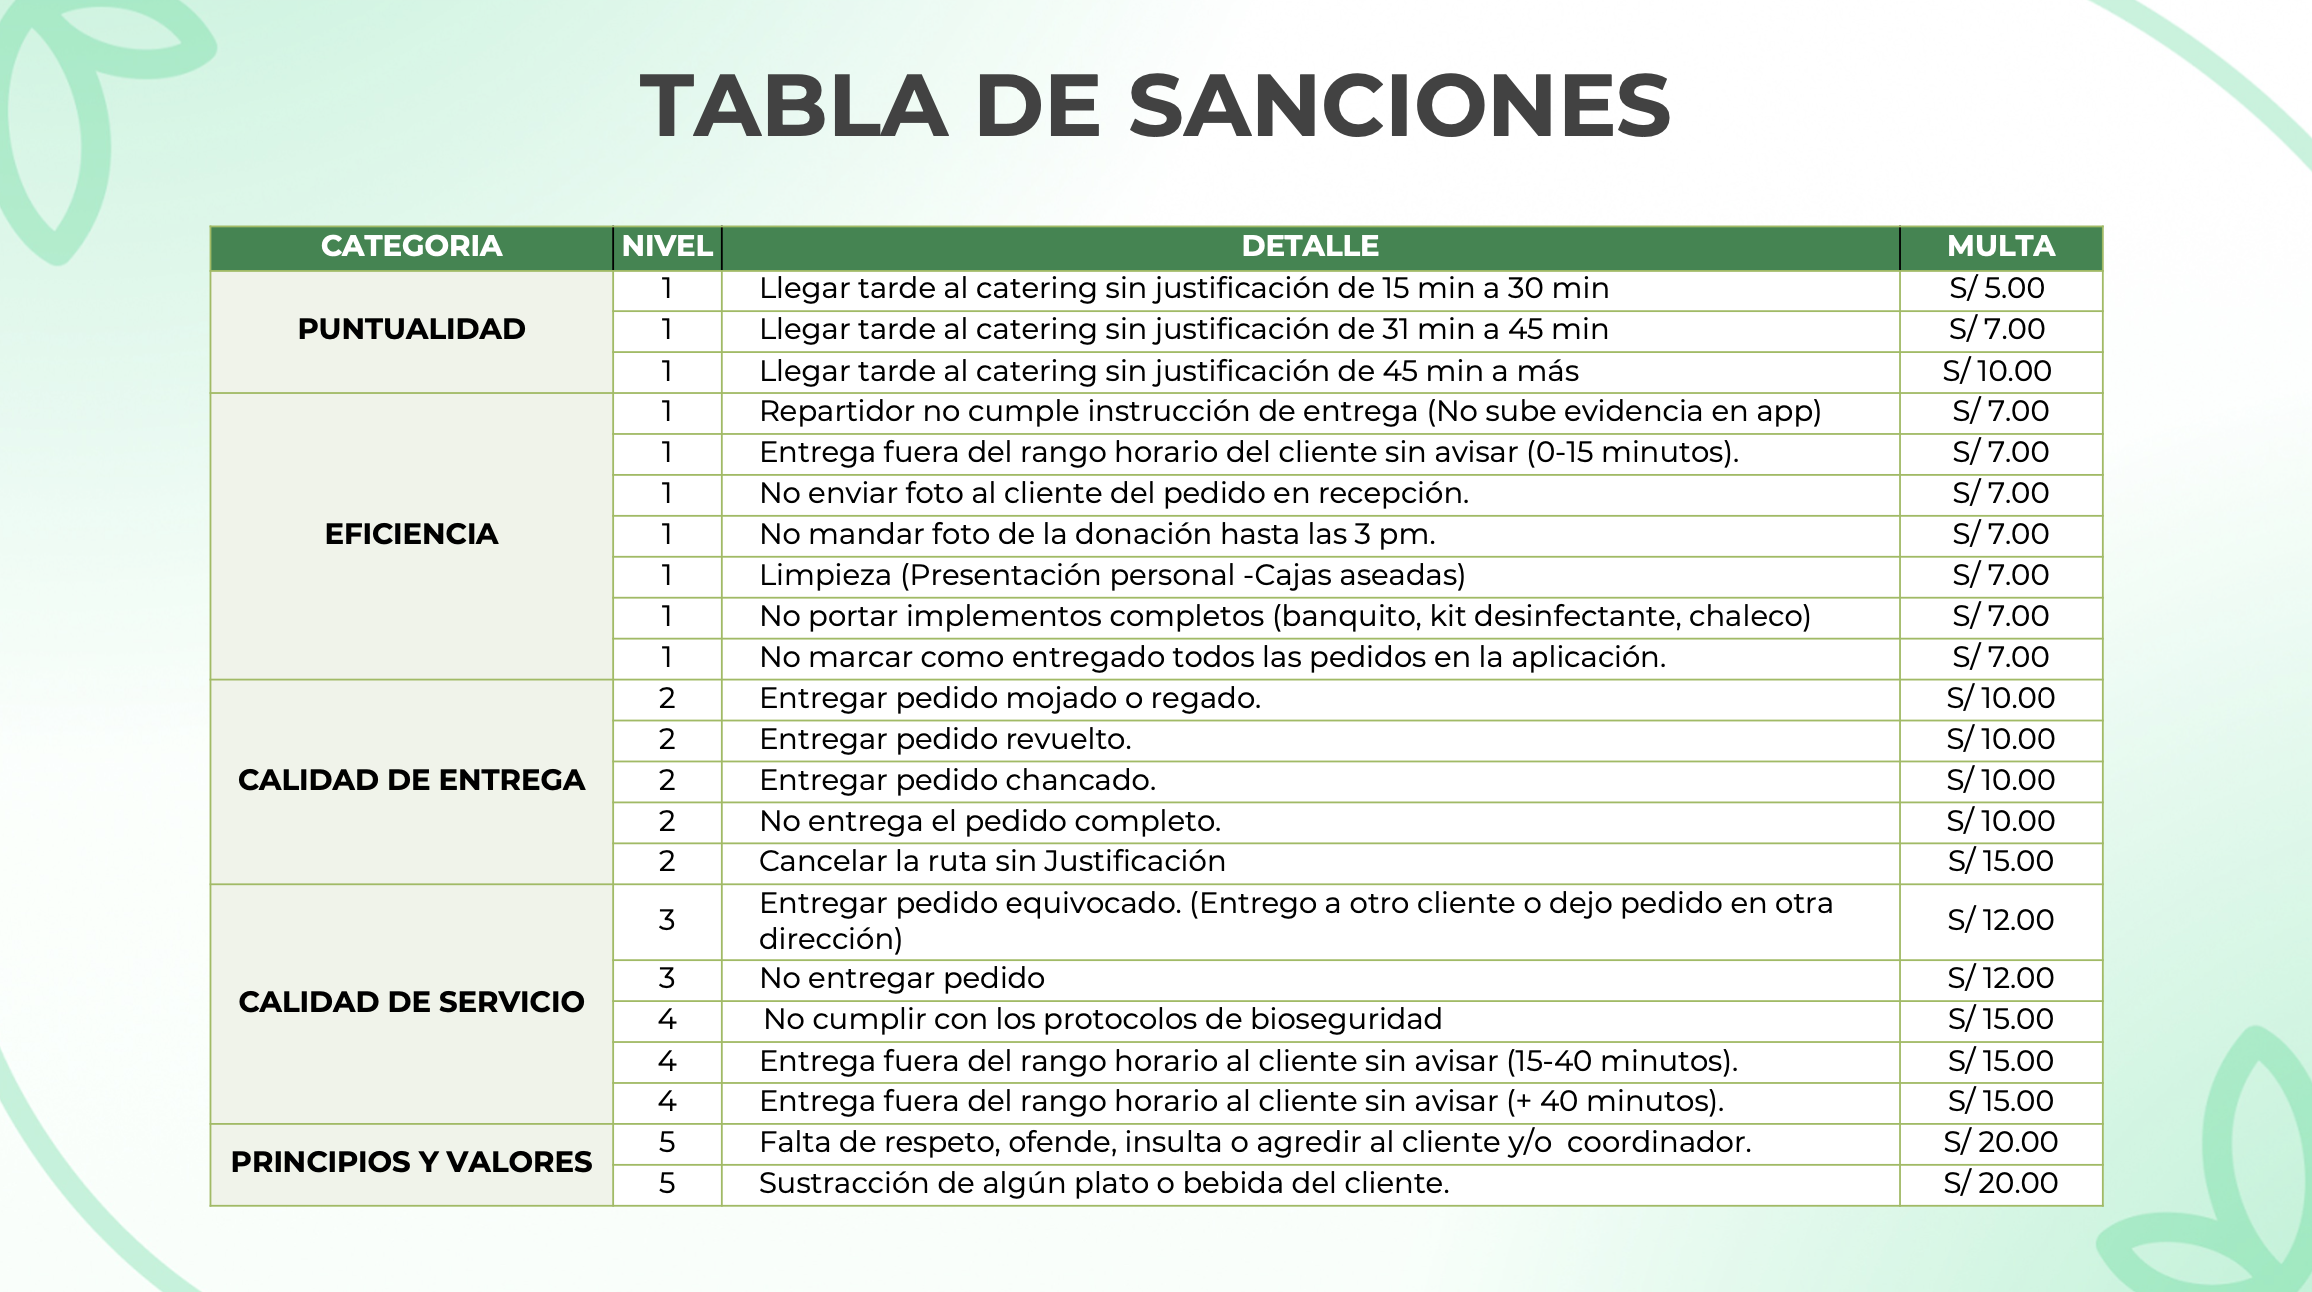 TABLA DE SANCIONES
CATEGORIA NIVEL DETALLE MULTA
PUNTUALIDAD
1 Llegar tarde al catering sin justificación de 15 min a 30 min S/ 5.00
1 Llegar tarde al catering sin justificación de 31 min a 45 min S/ 7.00
1 Llegar tarde al catering sin justificación de 45 min a más S/ 10.00
EFICIENCIA
1 Repartidor no cumple instrucción de entrega (No sube evidencia en app) S/ 7.00
1 Entrega fuera del rango horario del cliente sin avisar (0-15 minutos). S/ 7.00
1 No enviar foto al cliente del pedido en recepción. S/ 7.00
1 No mandar foto de la donación hasta las 3 pm. S/ 7.00
1 Limpieza (Presentación personal -Cajas aseadas) S/ 7.00
1 No portar implementos completos (banquito, kit desinfectante, chaleco) S/ 7.00
1 No marcar como entregado todos las pedidos en la aplicación. S/ 7.00
CALIDAD DE ENTREGA
2 Entregar pedido mojado o regado. S/ 10.00
2 Entregar pedido revuelto. S/ 10.00
2 Entregar pedido chancado. S/ 10.00
2 No entrega el pedido completo. S/ 10.00
2 Cancelar la ruta sin Justificación S/ 15.00
CALIDAD DE SERVICIO
3 Entregar pedido equivocado. (Entrego a otro cliente o dejo pedido en otra
dirección) S/ 12.00
3 No entregar pedido S/ 12.00
4 No cumplir con los protocolos de bioseguridad S/ 15.00
4 Entrega fuera del rango horario al cliente sin avisar (15-40 minutos). S/ 15.00
4 Entrega fuera del rango horario al cliente sin avisar (+ 40 minutos). S/ 15.00
PRINCIPIOS Y VALORES
5 Falta de respeto, ofende, insulta o agredir al cliente y/o  coordinador. S/ 20.00
5 Sustracción de algún plato o bebida del cliente. S/ 20.00